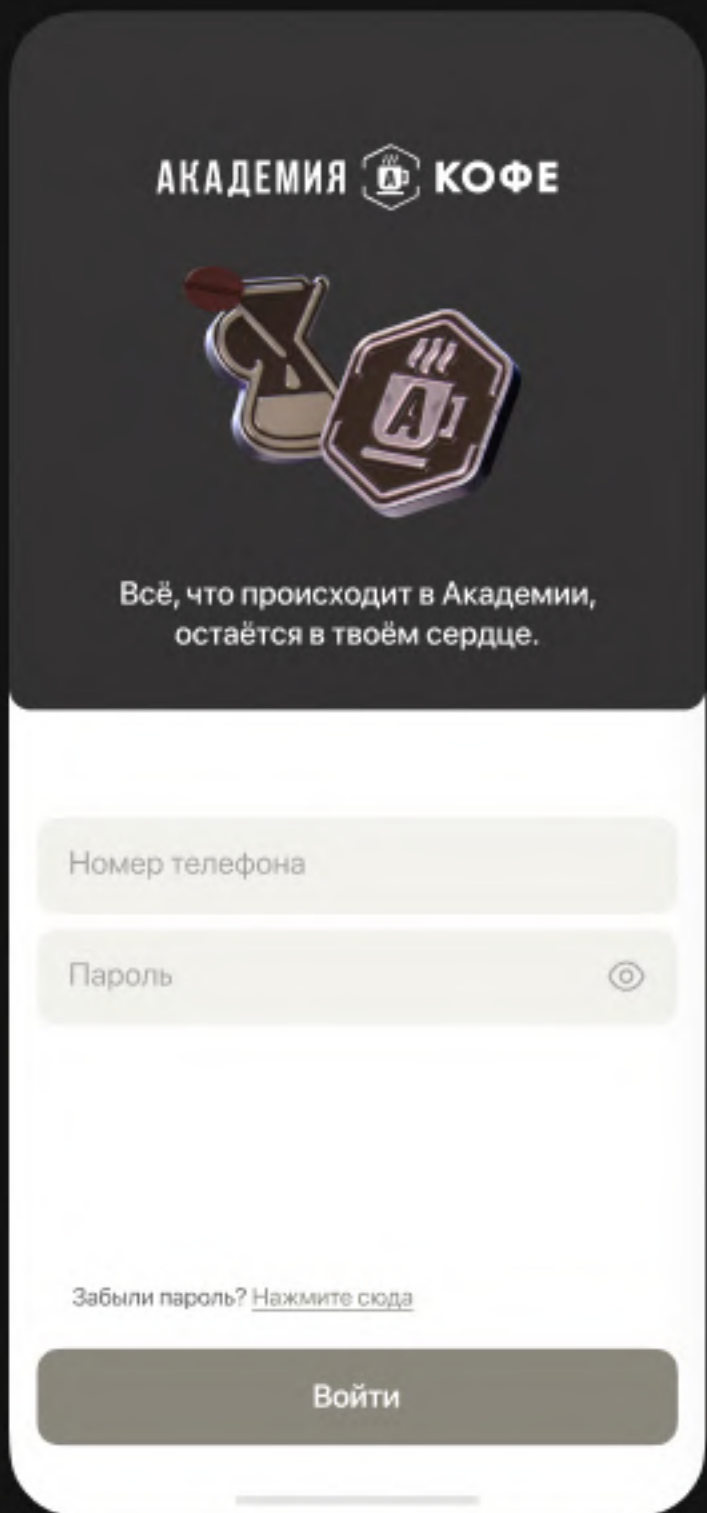 АКАДЕМИЯ А КОФЕ
А
Всё, что происходит в Академии,
остаётся в твоём сердце.
Номер телефона
Пароль
Забыли пароль? Нажмите сюда
Войти